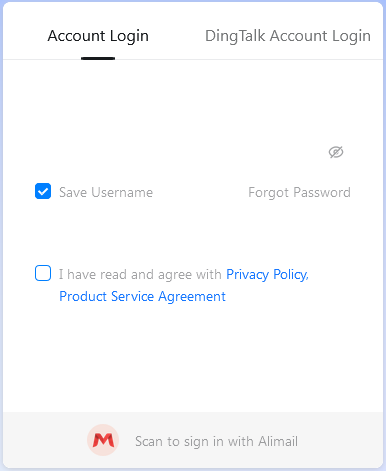 Account Login
DingTalk Account Login
Save Username
Forgot Password
I have read and agree with Privacy Policy,
Product Service Agreement
Scan to sign in with Alimail